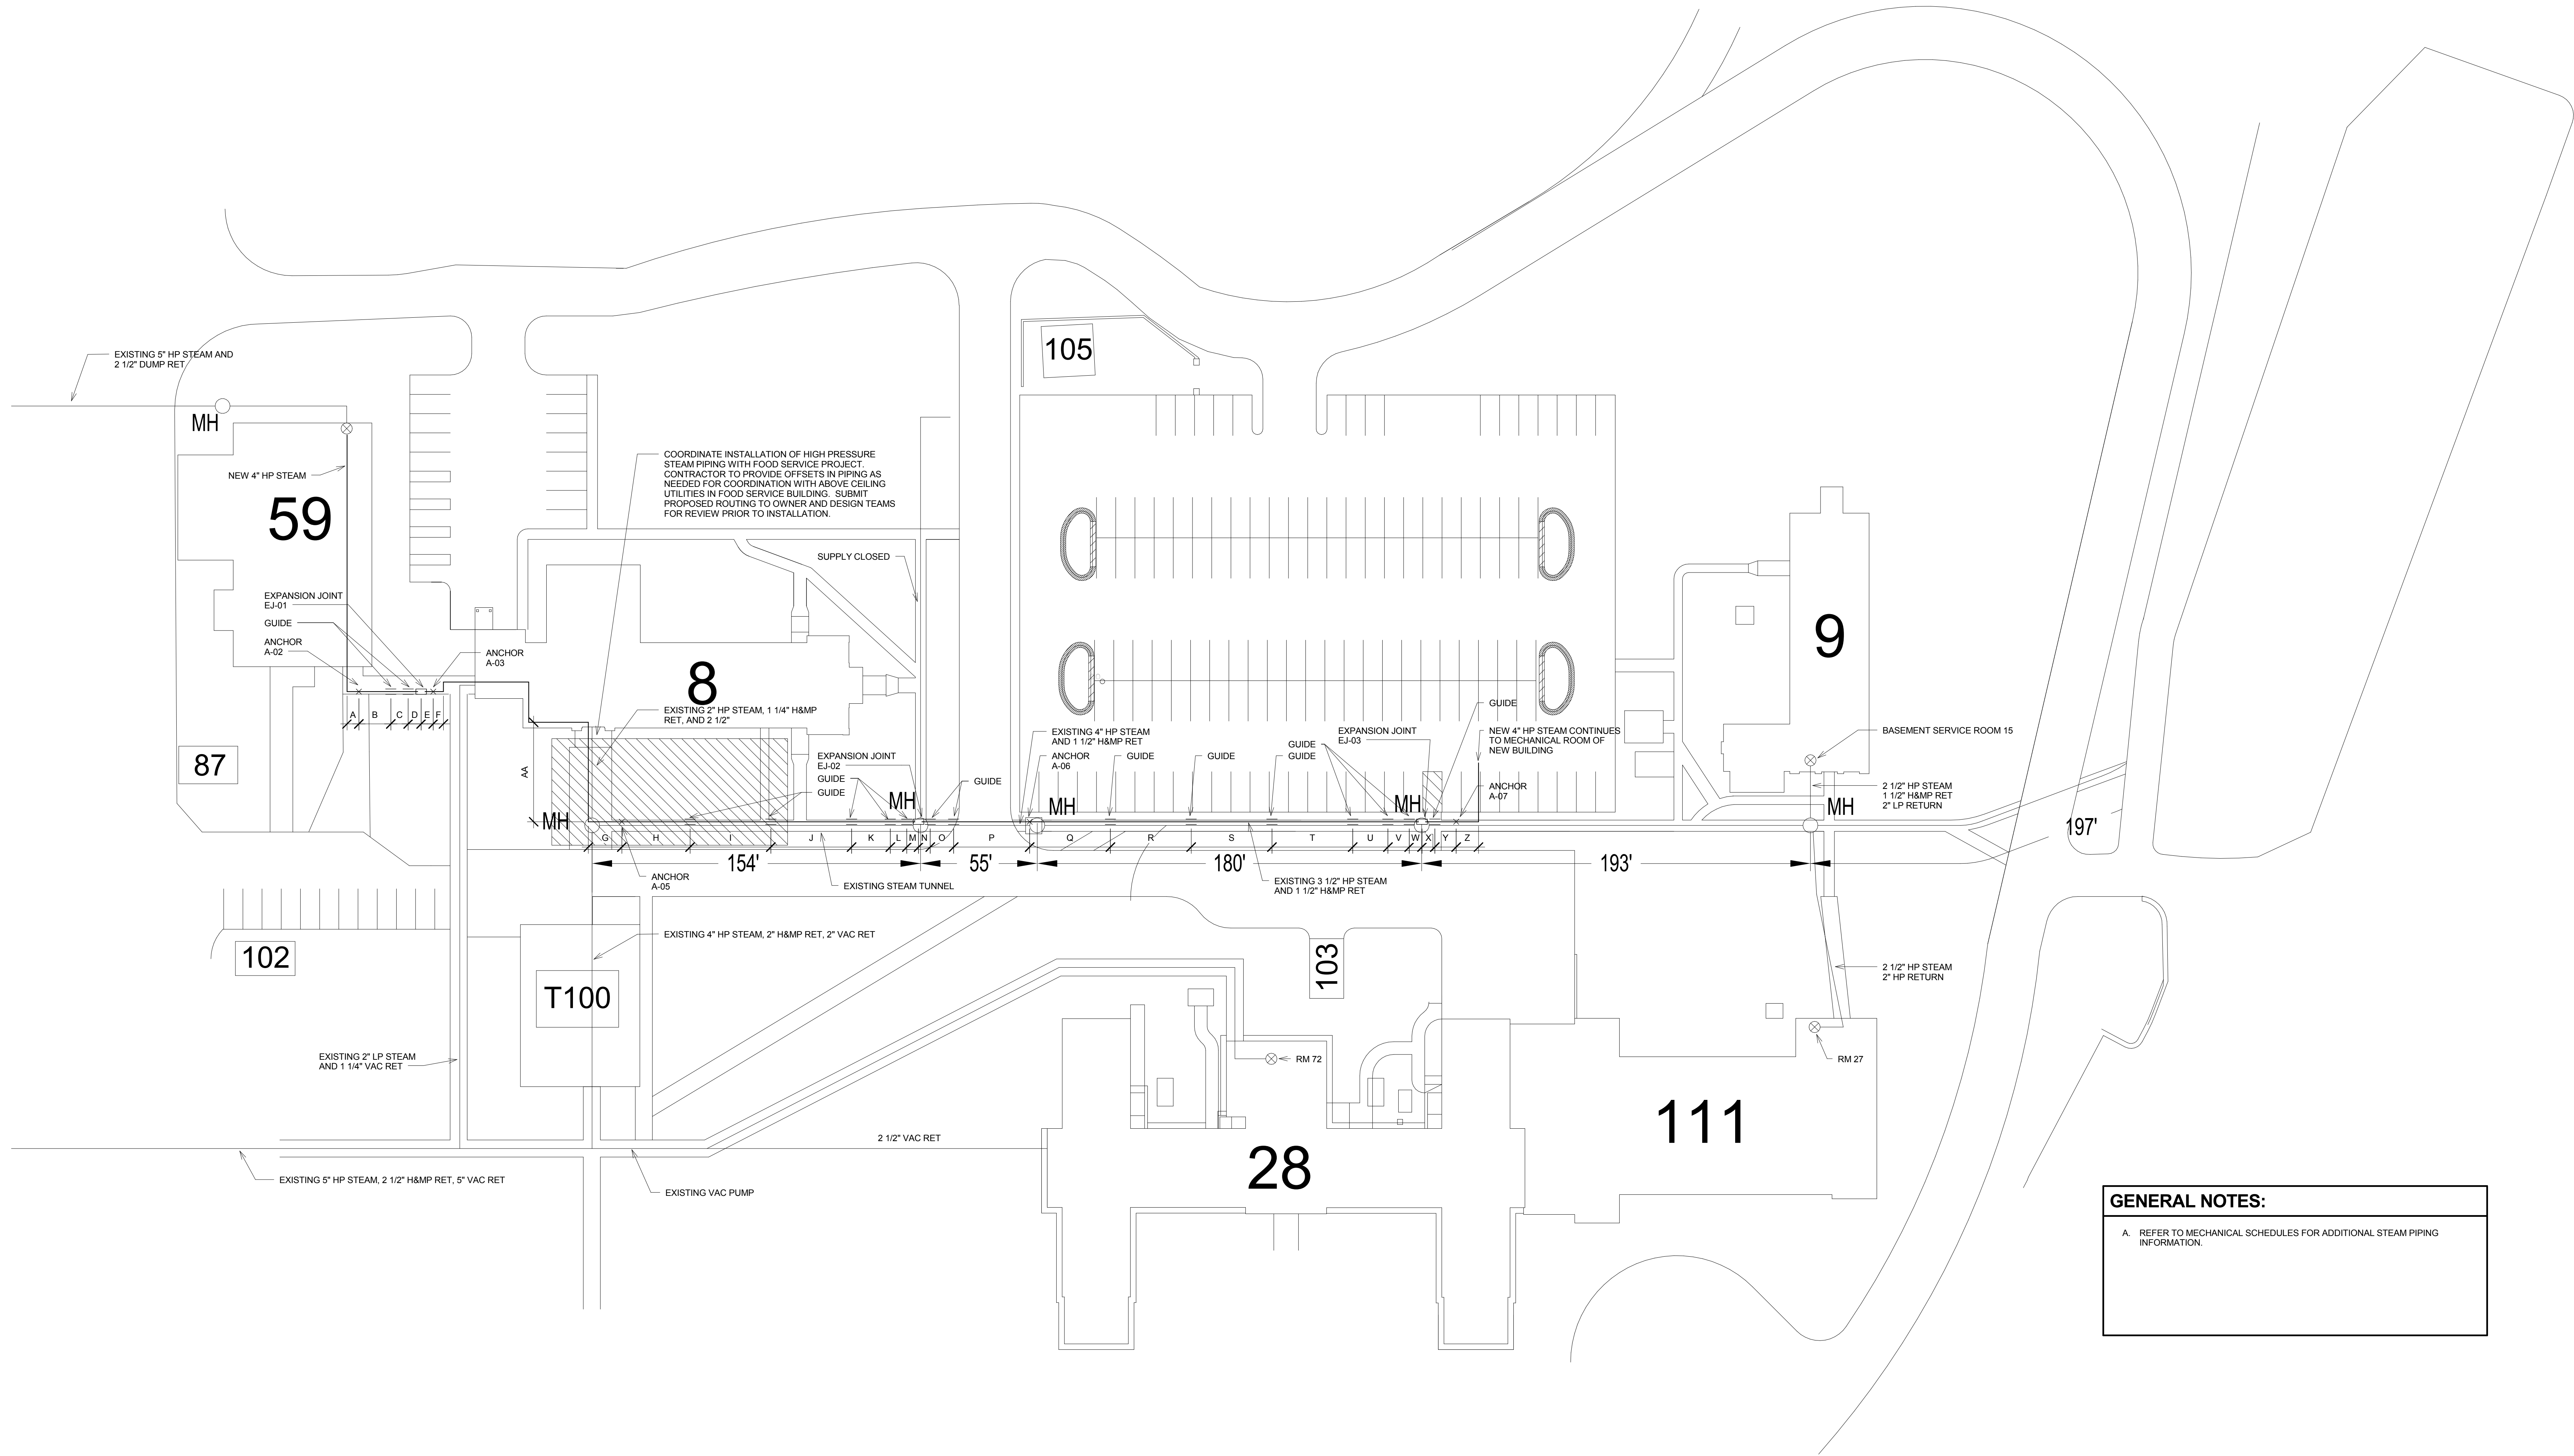 105
EXISTING 5" HP STEAM AND
2 1/2" DUMP RET
MH
NEW 4" HP STEAM
59
COORDINATE INSTALLATION OF HIGH PRESSURE
STEAM PIPING WITH FOOD SERVICE PROJECT.
CONTRACTOR TO PROVIDE OFFSETS IN PIPING AS
NEEDED FOR COORDINATION WITH ABOVE CEILING
UTILITIES IN FOOD SERVICE BUILDING. SUBMIT
PROPOSED ROUTING TO OWNER AND DESIGN TEAMS
FOR REVIEW PRIOR TO INSTALLATION.
SUPPLY CLOSED
EXPANSION JOINT
EJ-01
GUIDE
ANCHOR
A-02
ANCHOR
A-03
8
9
A B C D E F
EXISTING 2" HP STEAM, 1 1/4" H&MP
RET, AND 2 1/2"
87
AA
EXPANSION JOINT
EJ-02
GUIDE
GUIDE
MH
GUIDE
EXISTING 4" HP STEAM
AND 1 1/2" H&MP RET
ANCHOR
A-06
MH
GUIDE
GUIDE
GUIDE
GUIDE
EXPANSION JOINT
EJ-03
GUIDE
NEW 4" HP STEAM CONTINUES
TO MECHANICAL ROOM OF
NEW BUILDING
ANCHOR
A-07
MH
BASEMENT SERVICE ROOM 15
2 1/2" HP STEAM
1 1/2" H&MP RET
2" LP RETURN
MH
MH
G H I J K L M N O P Q R S T U V W X Y Z
154'
55'
180'
193'
197'
ANCHOR
A-05
EXISTING STEAM TUNNEL
EXISTING 3 1/2" HP STEAM
AND 1 1/2" H&MP RET
EXISTING 4" HP STEAM, 2" H&MP RET, 2" VAC RET
102
T100
103
2 1/2" HP STEAM
2" HP RETURN
EXISTING 2" LP STEAM
AND 1 1/4" VAC RET
RM 72
RM 27
111
2 1/2" VAC RET
28
EXISTING 5" HP STEAM, 2 1/2" H&MP RET, 5" VAC RET
EXISTING VAC PUMP
GENERAL NOTES:
A. REFER TO MECHANICAL SCHEDULES FOR ADDITIONAL STEAM PIPING
INFORMATION.